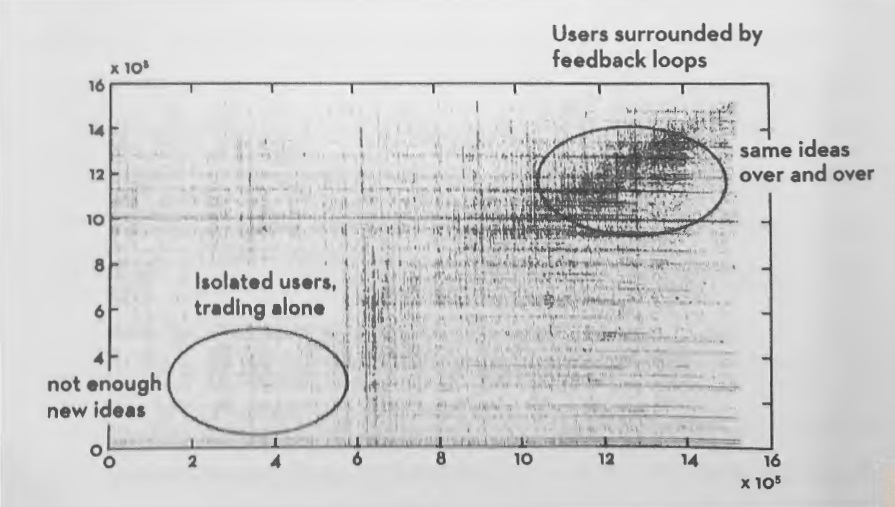 Users surrounded by
feedback loops
x 10⁵
16
14
12
10
8
6
4
2
0
same ideas
over and over
Isolated users,
trading alone
not enough
new ideas
0 2 4 6 8 10 12 14 16
x 10⁵